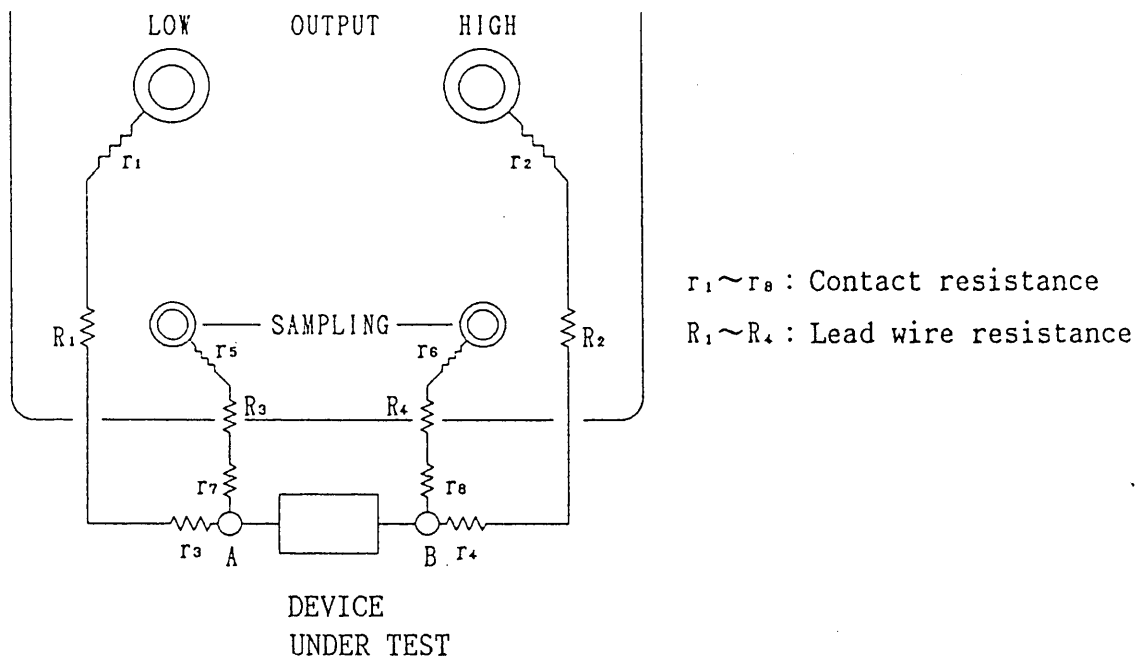 LOW OUTPUT HIGH
r₁ r₂
r₁~r₈: Contact resistance
R₁ SAMPLING R₂
R₁~R₄: Lead wire resistance
r₅ r₆
R₃ R₄
r₇ r₈
r₃ A B r₄
DEVICE
UNDER TEST